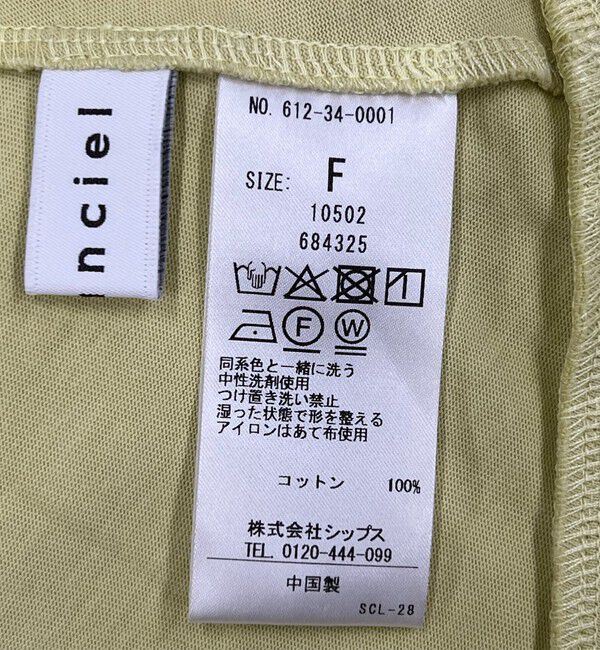 nciel
NO. 612-34-0001
SIZE: F
10502
684325
F W
同系色と一緒に洗う
中性洗剤使用
つけ置き洗い禁止
湿った状態で形を整える
アイロンはあて布使用
コットン 100%
株式会社シップス
TEL. 0120-444-099
中国製
SCL-28